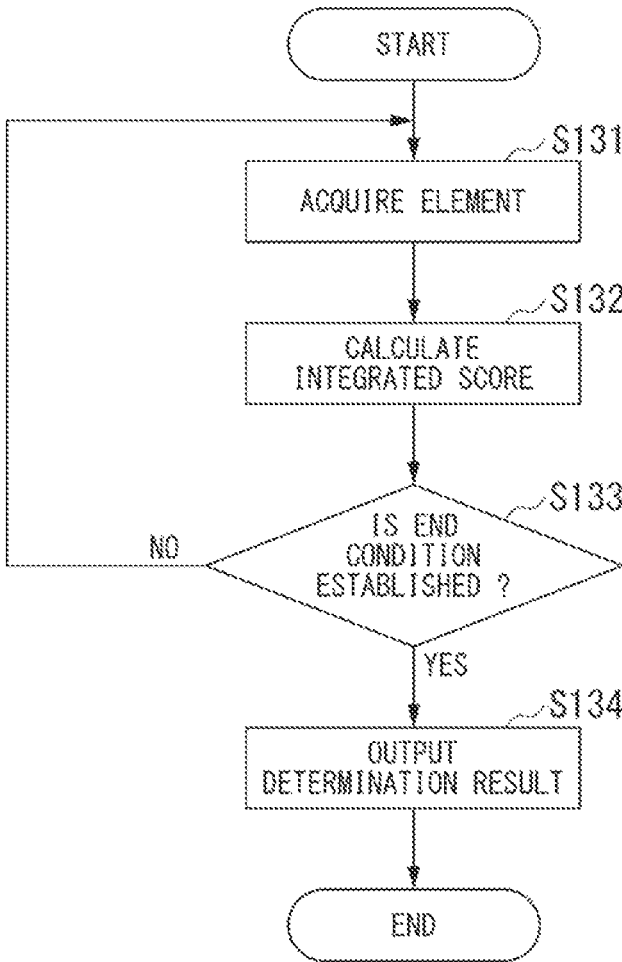 START
S131
ACQUIRE ELEMENT
S132
CALCULATE
INTEGRATED SCORE
S133
IS END
CONDITION
ESTABLISHED ?
NO
YES
S134
OUTPUT
DETERMINATION RESULT
END